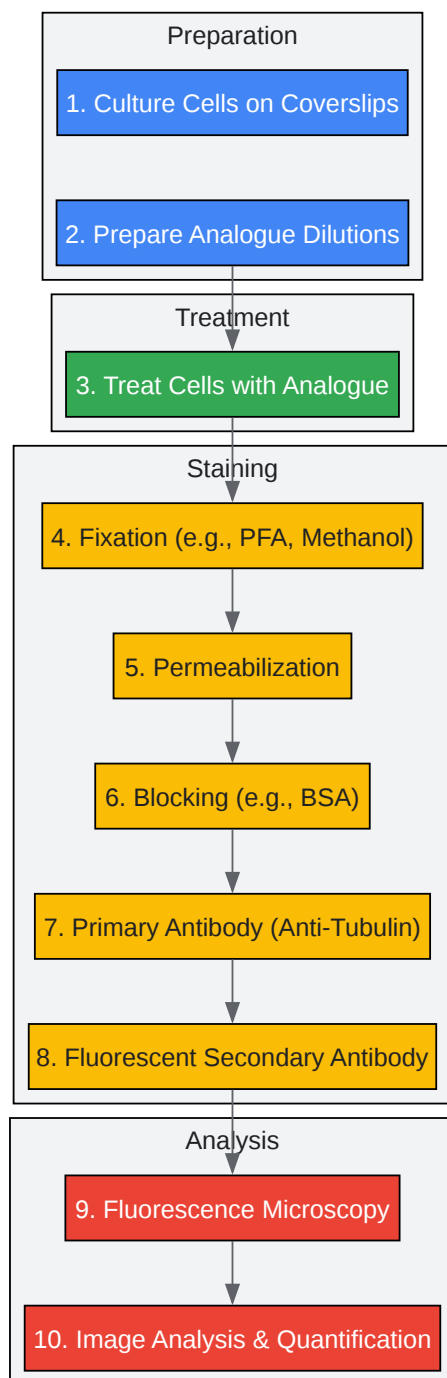 Preparation
1. Culture Cells on Coverslips
2. Prepare Analogue Dilutions
Treatment
3. Treat Cells with Analogue
Staining
4. Fixation (e.g., PFA, Methanol)
5. Permeabilization
6. Blocking (e.g., BSA)
7. Primary Antibody (Anti-Tubulin)
8. Fluorescent Secondary Antibody
Analysis
9. Fluorescence Microscopy
10. Image Analysis & Quantification